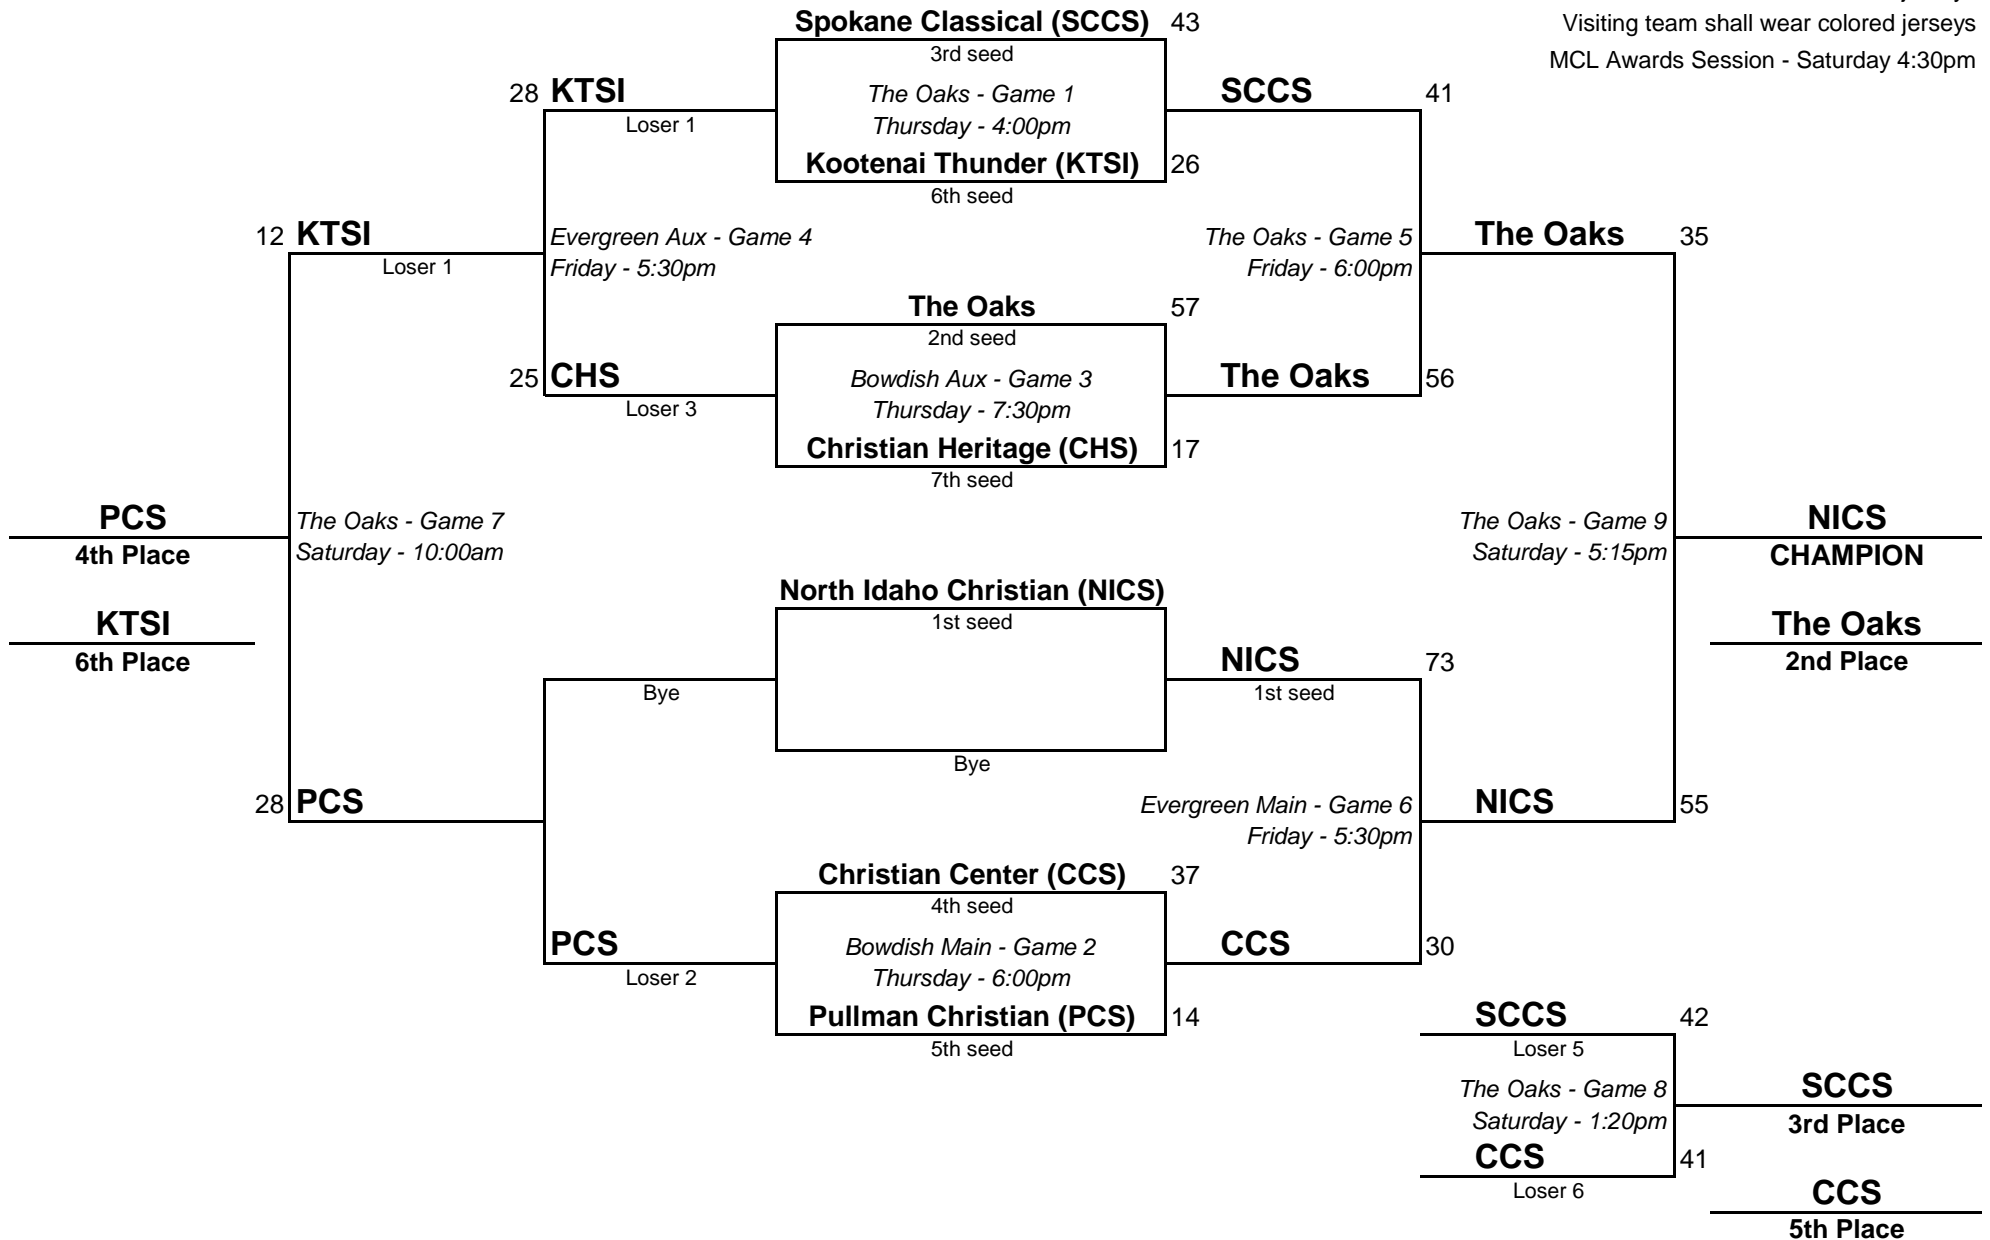 Visiting team shall wear colored jerseys
MCL Awards Session - Saturday 4:30pm
Spokane Classical (SCCS) 43
3rd seed
The Oaks - Game 1
Thursday - 4:00pm
Kootenai Thunder (KTSI) 26
6th seed
28 KTSI
Loser 1
SCCS 41
12 KTSI
Loser 1
Evergreen Aux - Game 4
Friday - 5:30pm
The Oaks - Game 5
Friday - 6:00pm
The Oaks 35
The Oaks 57
2nd seed
Bowdish Aux - Game 3
Thursday - 7:30pm
Christian Heritage (CHS) 17
7th seed
25 CHS
Loser 3
The Oaks 56
PCS
4th Place
The Oaks - Game 7
Saturday - 10:00am
The Oaks - Game 9
Saturday - 5:15pm
NICS
CHAMPION
KTSI
6th Place
North Idaho Christian (NICS)
1st seed
The Oaks
2nd Place
Bye
NICS 73
1st seed
Bye
28 PCS
Evergreen Main - Game 6
Friday - 5:30pm
NICS 55
Christian Center (CCS) 37
4th seed
Bowdish Main - Game 2
Thursday - 6:00pm
Pullman Christian (PCS) 14
5th seed
PCS
Loser 2
CCS 30
SCCS 42
Loser 5
The Oaks - Game 8
Saturday - 1:20pm
CCS 41
Loser 6
SCCS
3rd Place
CCS
5th Place